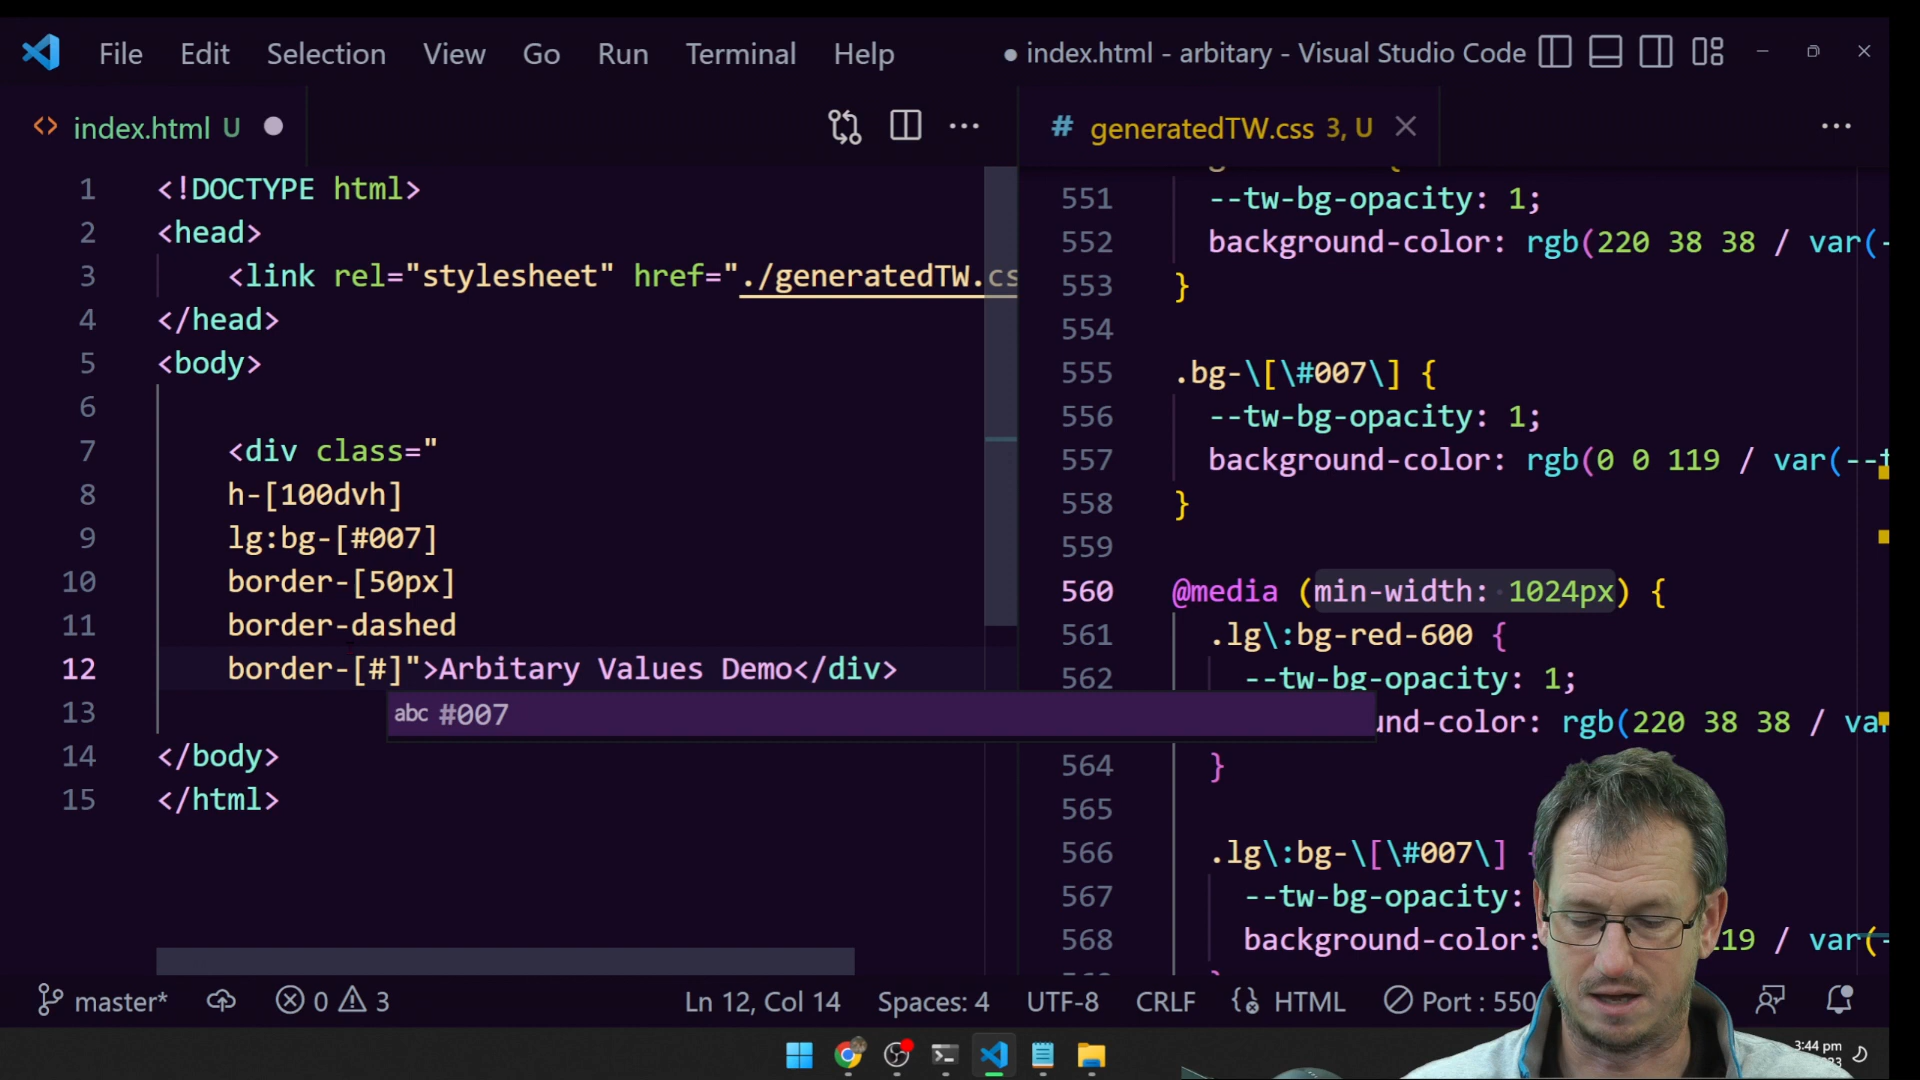 File Edit Selection View Go Run Terminal Help ● index.html - arbitary - Visual Studio Code
<> index.html U
# generatedTW.css 3, U
1 <!DOCTYPE html>
2 <head>
3 <link rel="stylesheet" href="./generatedTW.cs
4 </head>
5 <body>
6
7 <div class="
8 h-[100dvh]
9 lg:bg-[#007]
10 border-[50px]
11 border-dashed
12 border-[#]">Arbitary Values Demo</div>
abc #007
13
14 </body>
15 </html>
551 --tw-bg-opacity: 1;
552 background-color: rgb(220 38 38 / var(-
553 }
554
555 .bg-\[\#007\] {
556 --tw-bg-opacity: 1;
557 background-color: rgb(0 0 119 / var(--t
558 }
559
560 @media (min-width: 1024px) {
561 .lg\:bg-red-600 {
562 --tw-bg-opacity: 1;
und-color: rgb(220 38 38 / va
564 }
565
566 .lg\:bg-\[\#007\]
567 --tw-bg-opacity:
568 background-color: 119 / var(-
master* 0 3 Ln 12, Col 14 Spaces: 4 UTF-8 CRLF HTML Port : 550
3:44 pm